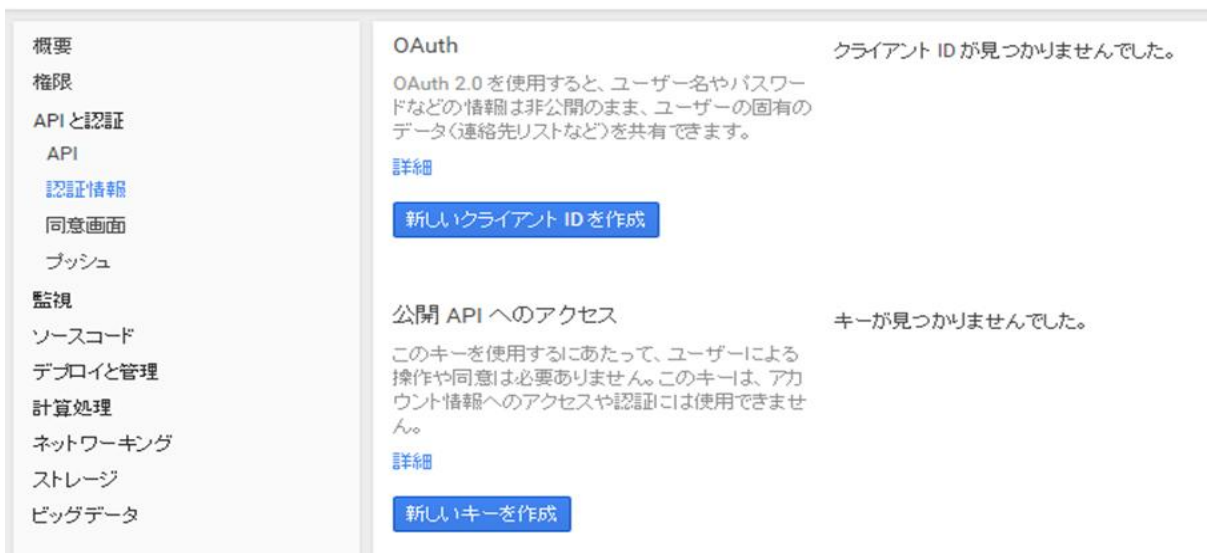 概要
権限
APIと認証
API
認証情報
同意画面
プッシュ
監視
ソースコード
デプロイと管理
計算処理
ネットワーキング
ストレージ
ビッグデータ
OAuth
OAuth 2.0 を使用すると、ユーザー名やパスワー
ドなどの情報は非公開のまま、ユーザーの固有の
データ(連絡先リストなど)を共有できます。
詳細
新しいクライアント ID を作成
クライアント ID が見つかりませんでした。
公開 API へのアクセス
このキーを使用するにあたって、ユーザーによる
操作や同意は必要ありません。このキーは、アカ
ウント情報へのアクセスや認証には使用できませ
ん。
詳細
新しいキーを作成
キーが見つかりませんでした。